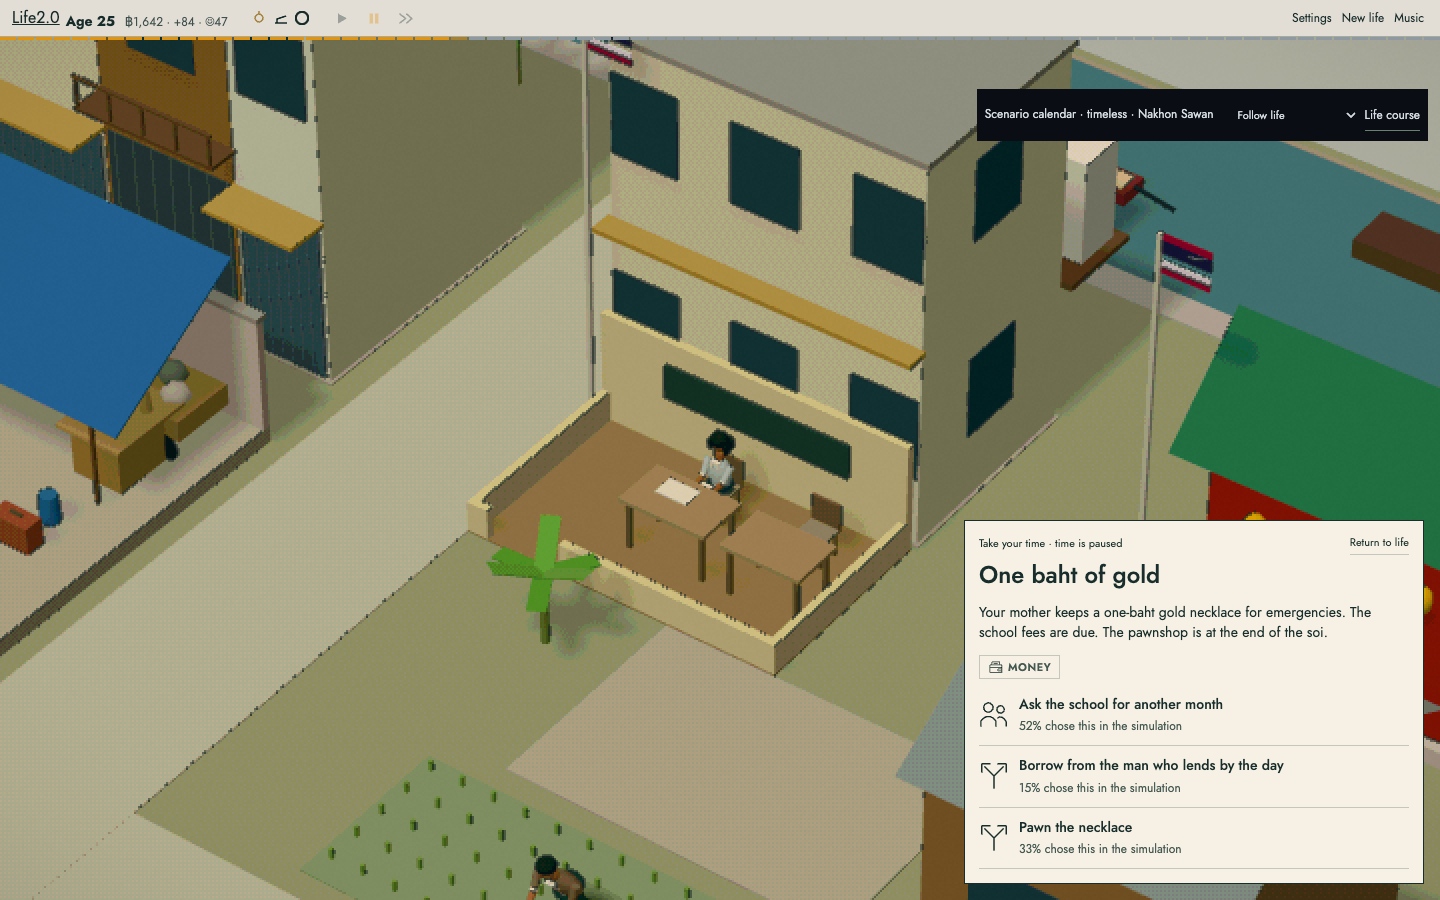 Life2.0 Age 25 ฿1,642 · +84 · ◎47
Settings New life Music
Scenario calendar · timeless · Nakhon Sawan Follow life Life course
Take your time · time is paused Return to life
One baht of gold
Your mother keeps a one-baht gold necklace for emergencies. The
school fees are due. The pawnshop is at the end of the soi.
MONEY
Ask the school for another month
52% chose this in the simulation
Borrow from the man who lends by the day
15% chose this in the simulation
Pawn the necklace
33% chose this in the simulation